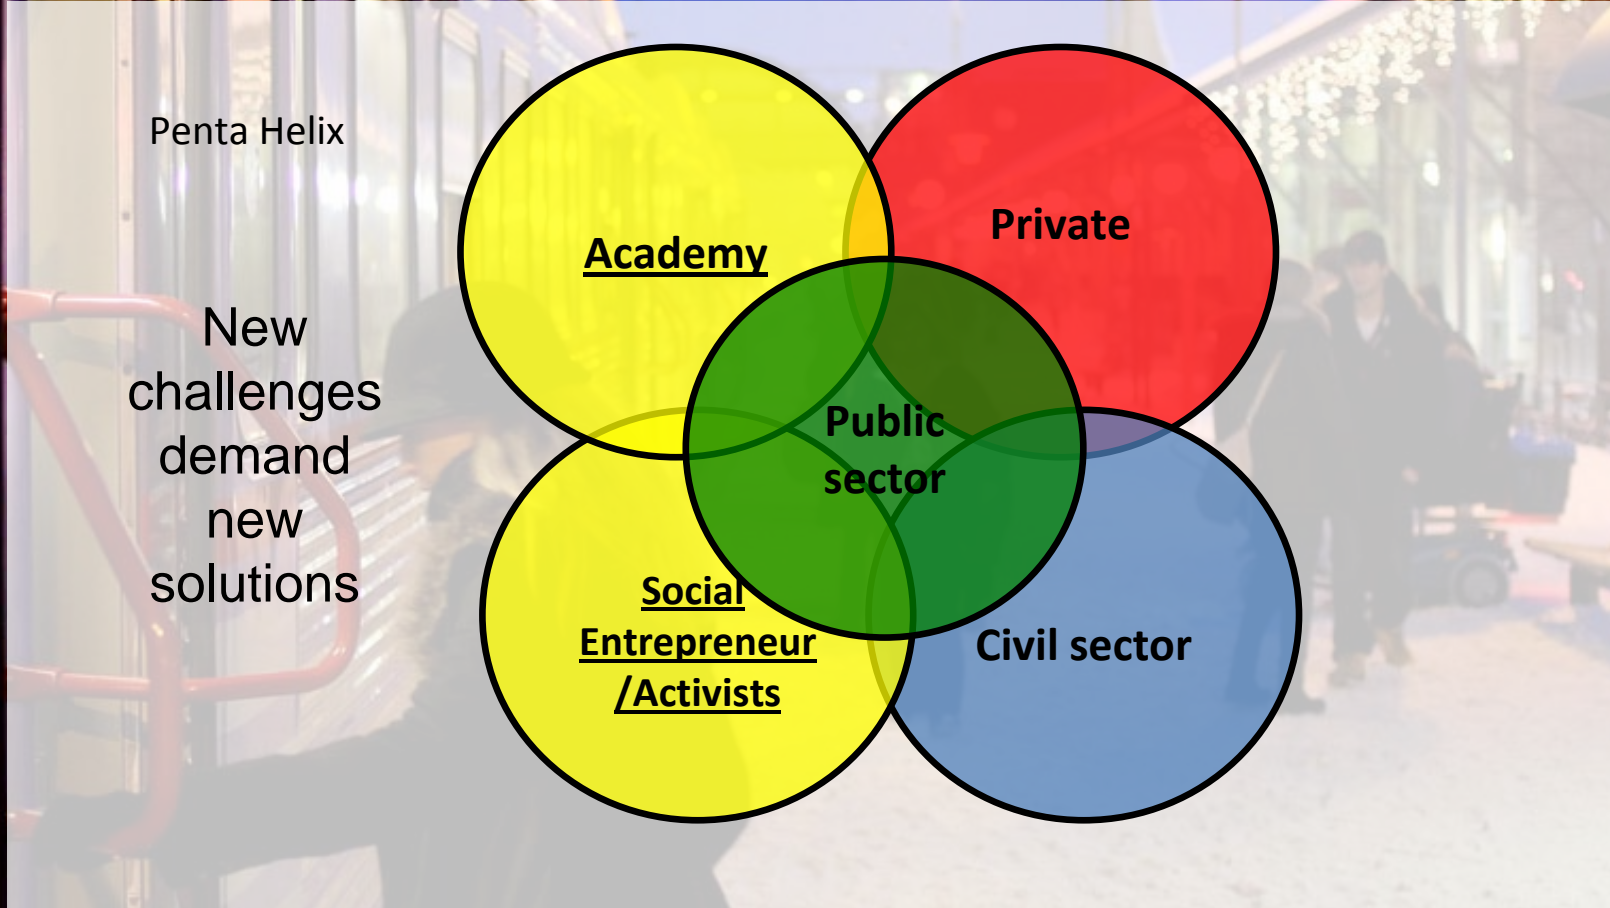 Penta Helix
New
challenges
demand
new
solutions
Academy
Private
Public
sector
Social
Entrepreneur
/Activists
Civil sector